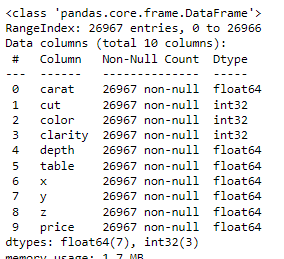 <class 'pandas.core.frame.DataFrame'>
RangeIndex: 26967 entries, 0 to 26966
Data columns (total 10 columns):
 #   Column   Non-Null Count  Dtype
---  ------   --------------  -----
 0   carat    26967 non-null  float64
 1   cut      26967 non-null  int32
 2   color    26967 non-null  int32
 3   clarity  26967 non-null  int32
 4   depth    26967 non-null  float64
 5   table    26967 non-null  float64
 6   x        26967 non-null  float64
 7   y        26967 non-null  float64
 8   z        26967 non-null  float64
 9   price    26967 non-null  float64
dtypes: float64(7), int32(3)
memory usage: 1.7 MB